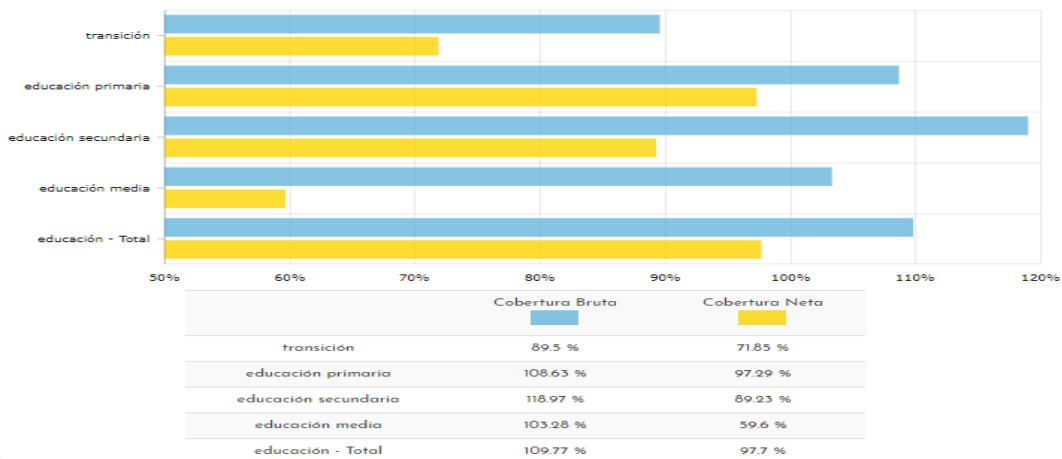 transición
educación primaria
educación secundaria
educación media
educación - Total
50% 60% 70% 80% 90% 100% 110% 120%
Cobertura Bruta Cobertura Neta
transición 89.5 % 71.85 %
educación primaria 108.63 % 97.29 %
educación secundaria 118.97 % 89.23 %
educación media 103.28 % 59.6 %
educación - Total 109.77 % 97.7 %